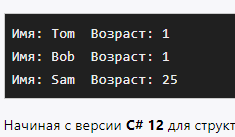 Имя: Tom  Возраст: 1
Имя: Bob  Возраст: 1
Имя: Sam  Возраст: 25
Начиная с версии C# 12 для структ